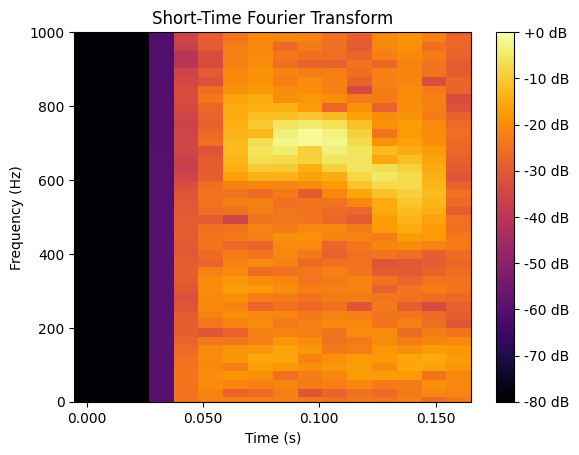 Short-Time Fourier Transform
1000
800
600
400
200
0
Frequency (Hz)
0.000
0.050
0.100
0.150
Time (s)
+0 dB
-10 dB
-20 dB
-30 dB
-40 dB
-50 dB
-60 dB
-70 dB
-80 dB